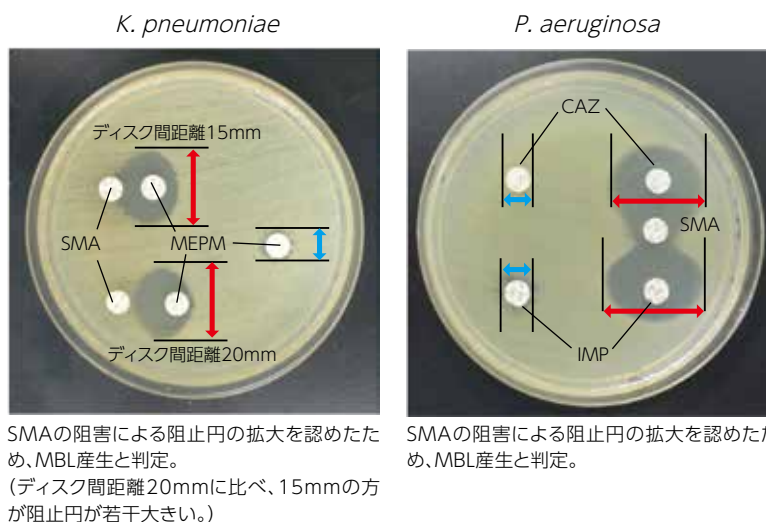 K. pneumoniae
P. aeruginosa
ディスク間距離15mm
SMA
MEPM
ディスク間距離20mm
CAZ
SMA
IMP
SMAの阻害による阻止円の拡大を認めたた
め、MBL産生と判定。
(ディスク間距離20mmに比べ、15mmの方
が阻止円が若干大きい。)
SMAの阻害による阻止円の拡大を認めた
め、MBL産生と判定。